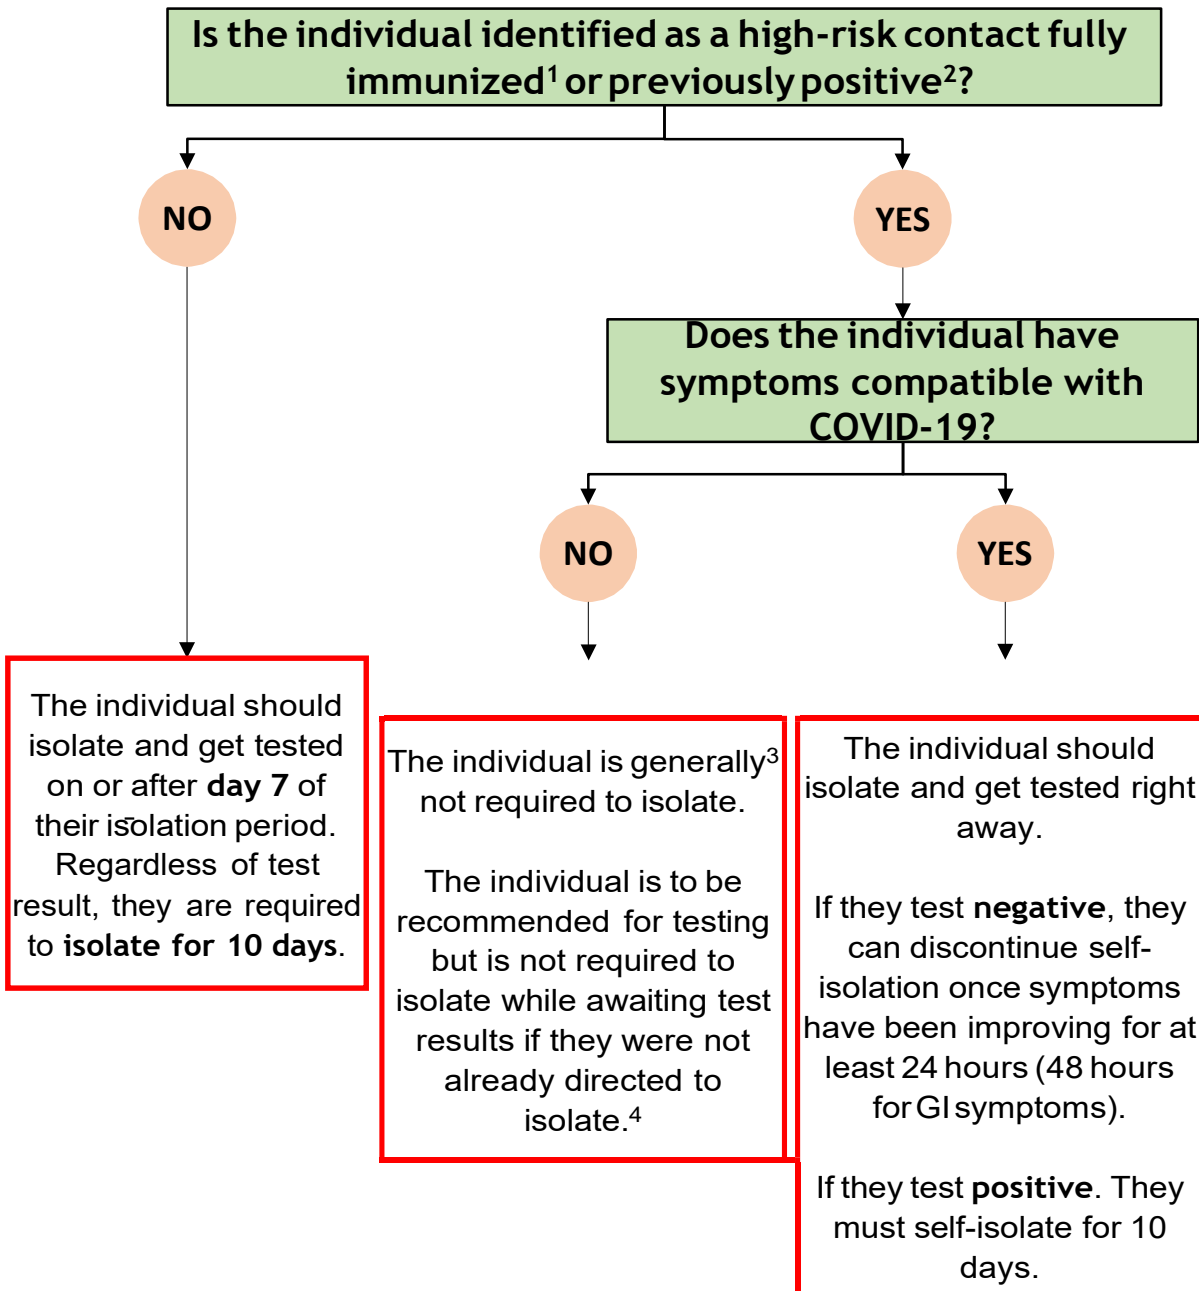 Is the individual identified as a high-risk contact fully
immunized¹ or previously positive²?
NO
YES
Does the individual have
symptoms compatible with
COVID-19?
NO
YES
The individual should
isolate and get tested
on or after day 7 of
their isolation period.
Regardless of test
result, they are required
to isolate for 10 days.
The individual is generally³
not required to isolate.
The individual is to be
recommended for testing
but is not required to
isolate while awaiting test
results if they were not
already directed to
isolate.⁴
The individual should
isolate and get tested right
away.
If they test negative, they
can discontinue self-
isolation once symptoms
have been improving for at
least 24 hours (48 hours
for GI symptoms).
If they test positive. They
must self-isolate for 10
days.